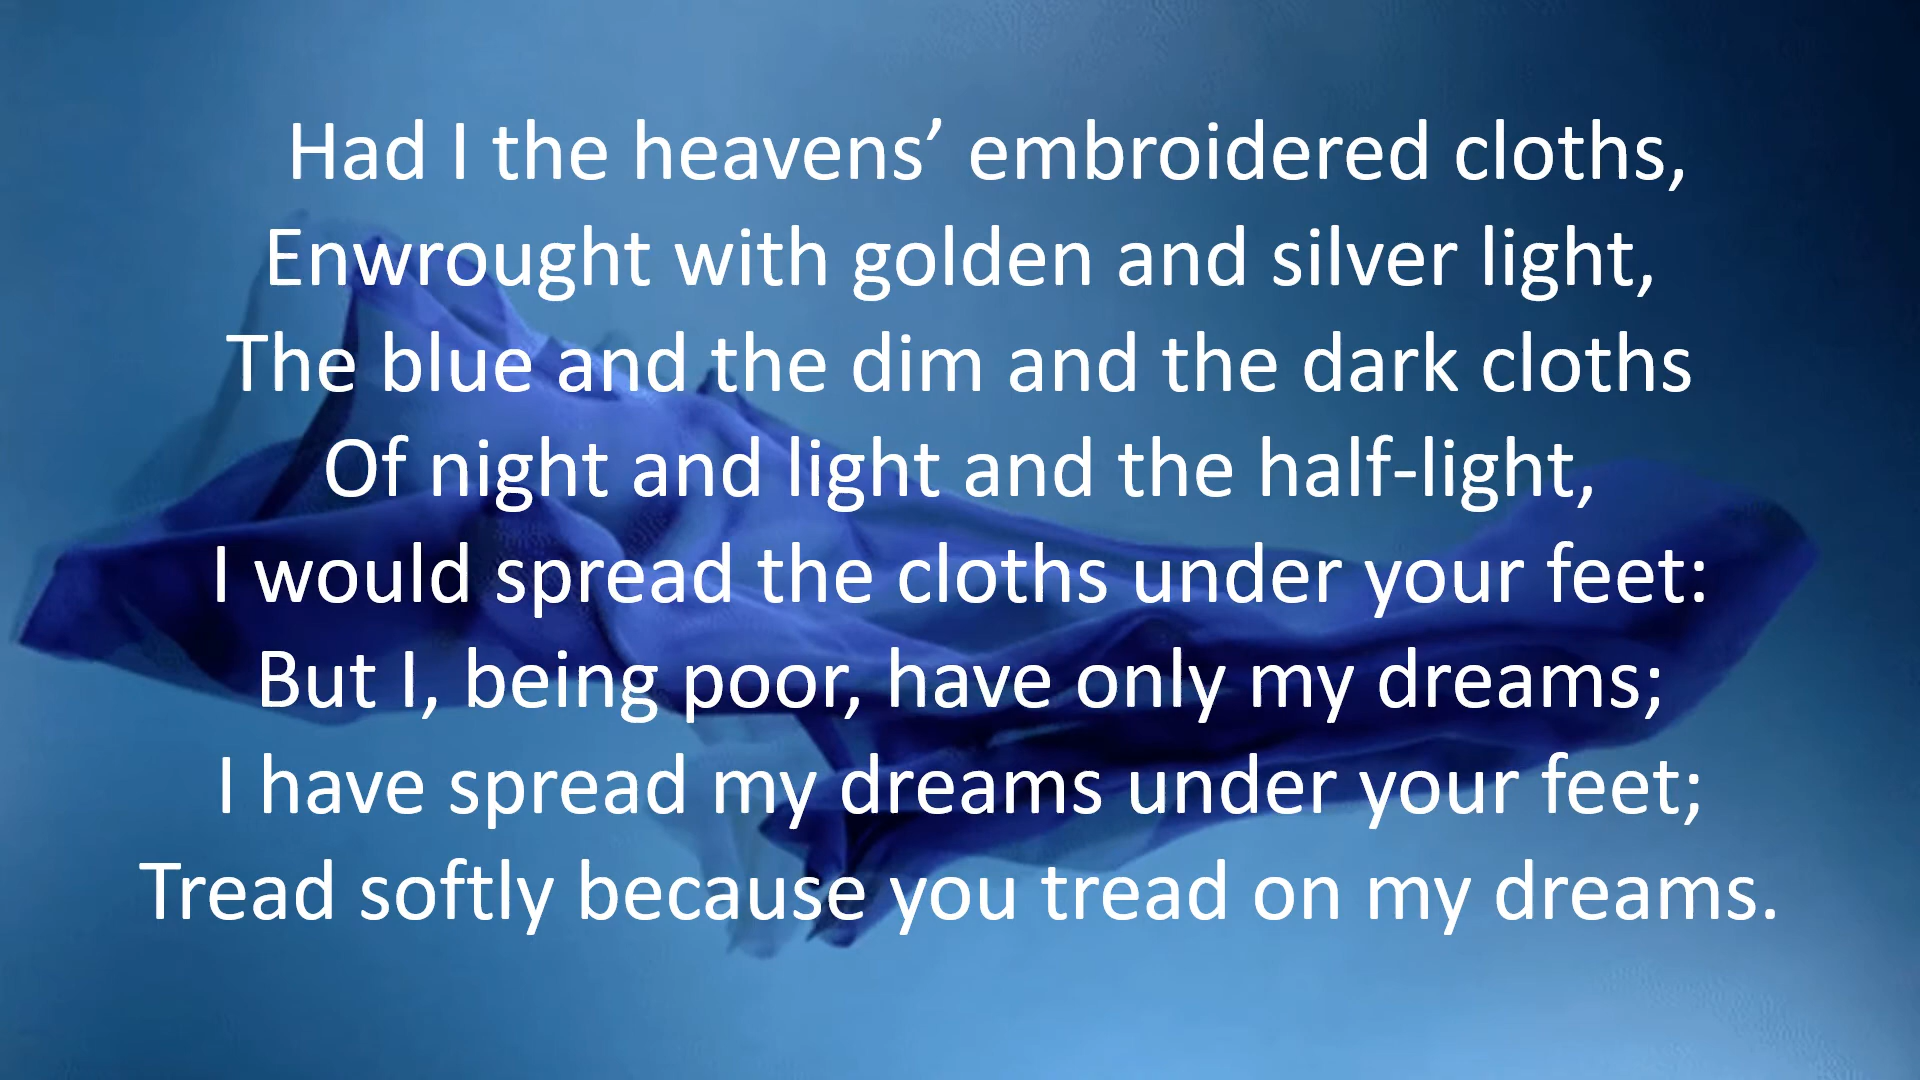 Had I the heavens’ embroidered cloths,
Enwrought with golden and silver light,
The blue and the dim and the dark cloths
Of night and light and the half-light,
I would spread the cloths under your feet:
But I, being poor, have only my dreams;
I have spread my dreams under your feet;
Tread softly because you tread on my dreams.